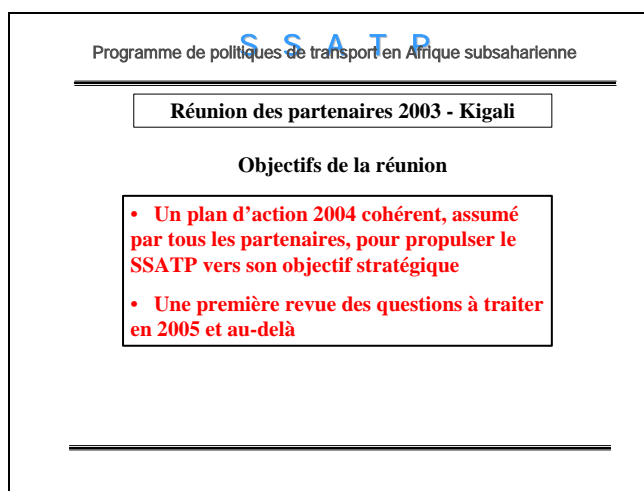 S S A T P
Programme de politiques de transport en Afrique subsaharienne
Réunion des partenaires 2003 - Kigali
Objectifs de la réunion
• Un plan d’action 2004 cohérent, assumé
par tous les partenaires, pour propulser le
SSATP vers son objectif stratégique
• Une première revue des questions à traiter
en 2005 et au-delà